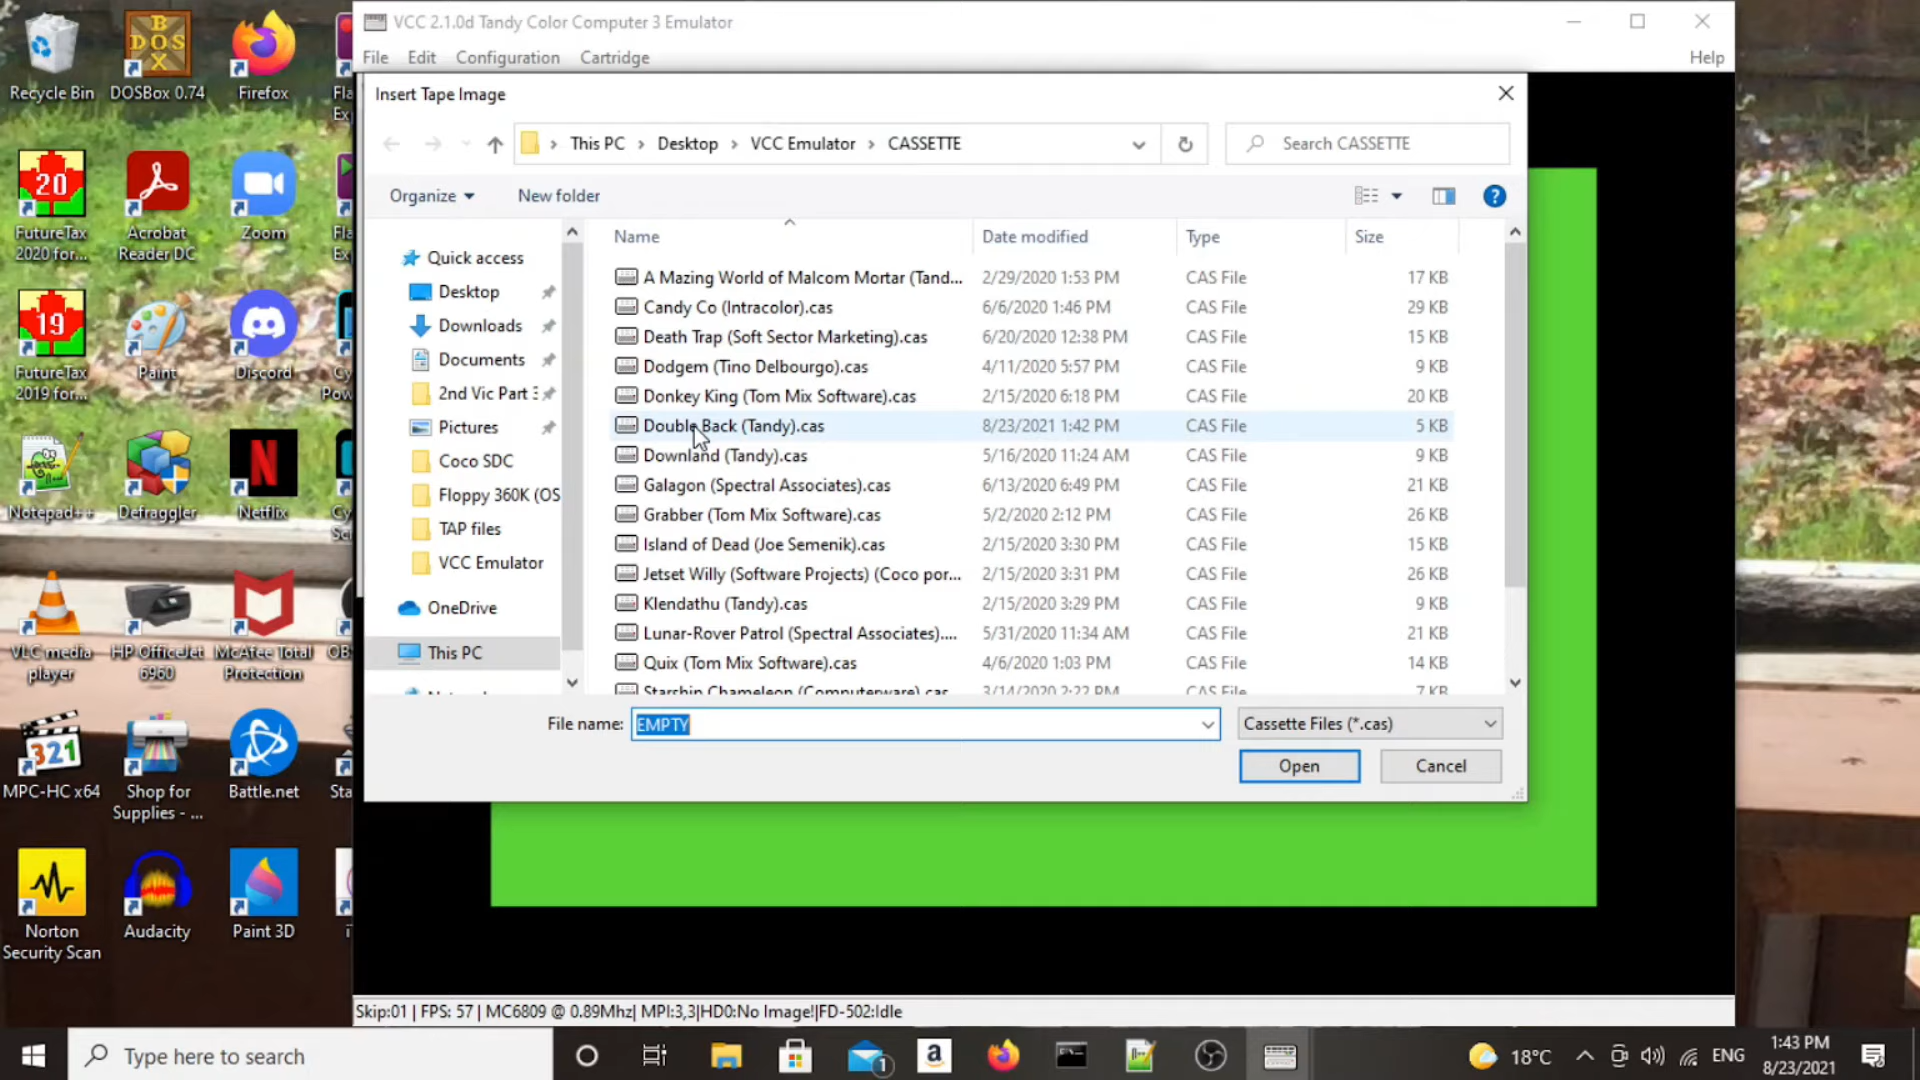 VCC 2.1.0d Tandy Color Computer 3 Emulator
File Edit Configuration Cartridge Help
Insert Tape Image
This PC > Desktop > VCC Emulator > CASSETTE
Search CASSETTE
Organize New folder
Name Date modified Type Size
A Mazing World of Malcom Mortar (Tand... 2/29/2020 1:53 PM CAS File 17 KB
Candy Co (Intracolor).cas 6/6/2020 1:46 PM CAS File 29 KB
Death Trap (Soft Sector Marketing).cas 6/20/2020 12:38 PM CAS File 15 KB
Dodgem (Tino Delbourgo).cas 4/11/2020 5:57 PM CAS File 9 KB
Donkey King (Tom Mix Software).cas 2/15/2020 6:18 PM CAS File 20 KB
Double Back (Tandy).cas 8/23/2021 1:42 PM CAS File 5 KB
Downland (Tandy).cas 5/16/2020 11:24 AM CAS File 9 KB
Galagon (Spectral Associates).cas 6/13/2020 6:49 PM CAS File 21 KB
Grabber (Tom Mix Software).cas 5/2/2020 2:12 PM CAS File 26 KB
Island of Dead (Joe Semenik).cas 2/15/2020 3:30 PM CAS File 15 KB
Jetset Willy (Software Projects) (Coco por... 2/15/2020 3:31 PM CAS File 26 KB
Klendathu (Tandy).cas 2/15/2020 3:29 PM CAS File 9 KB
Lunar-Rover Patrol (Spectral Associates).... 5/31/2020 11:34 AM CAS File 21 KB
Quix (Tom Mix Software).cas 4/6/2020 1:03 PM CAS File 14 KB
Starship Chameleon (Computerware).cas 3/14/2020 2:22 PM CAS File 7 KB
Quick access
Desktop
Downloads
Documents
2nd Vic Part 3
Pictures
Coco SDC
Floppy 360K (OS
TAP files
VCC Emulator
OneDrive
This PC
File name: EMPTY
Cassette Files (*.cas)
Open Cancel
Skip:01 | FPS: 57 | MC6809 @ 0.89Mhz| MPI:3,3|HD0:No Image!|FD-502:Idle
Recycle Bin
DOS
BOX
DOSBox 0.74
Firefox
Fla
Ex
20
FutureTax
2020 for...
Acrobat
Reader DC
Zoom
Fla
Ex
19
FutureTax
2019 for...
Paint
Discord
Cy
Pow
Notepad++
Defraggler
N
Netflix
Cy
Sc
VLC media
player
HP OfficeJet
6960
McAfee Total
Protection
OB
321
MPC-HC x64
Shop for
Supplies - ...
Battle.net
Sta
Norton
Security Scan
Audacity
Paint 3D
i
Type here to search
1
a
18°C
ENG
1:43 PM
8/23/2021